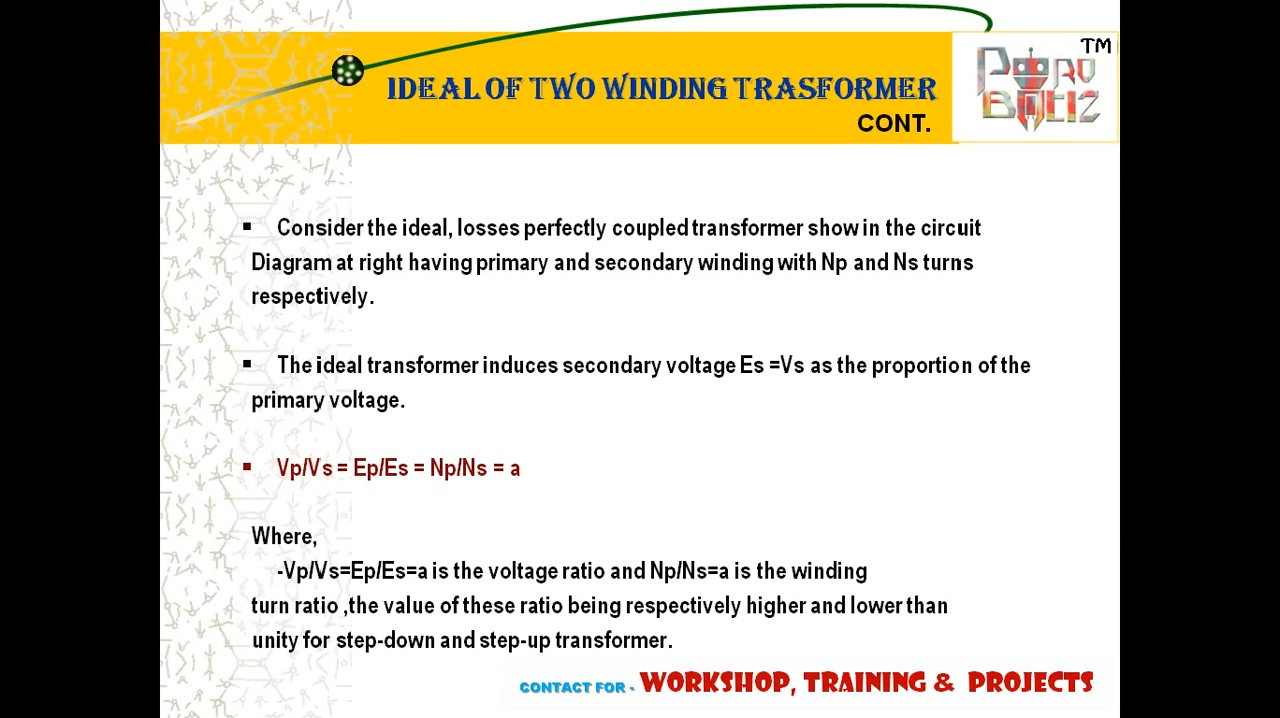 IDEAL OF TWO WINDING TRASFORMER
CONT.
TM
PORO
BOTIZ
▪ Consider the ideal, losses perfectly coupled transformer show in the circuit
Diagram at right having primary and secondary winding with Np and Ns turns
respectively.
▪ The ideal transformer induces secondary voltage Es =Vs as the proportion of the
primary voltage.
▪ Vp/Vs = Ep/Es = Np/Ns = a
Where,
-Vp/Vs=Ep/Es=a is the voltage ratio and Np/Ns=a is the winding
turn ratio ,the value of these ratio being respectively higher and lower than
unity for step-down and step-up transformer.
CONTACT FOR - WORKSHOP, TRAINING & PROJECTS